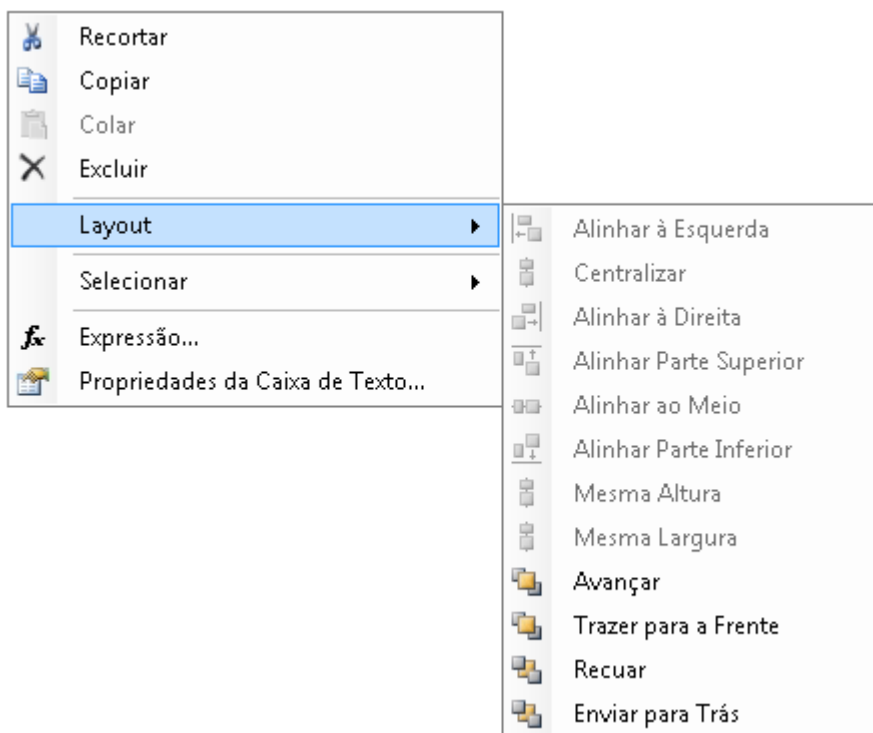 Recortar
Copiar
Colar
Excluir
Layout
Selecionar
fx Expressão...
Propriedades da Caixa de Texto...
Alinhar à Esquerda
Centralizar
Alinhar à Direita
Alinhar Parte Superior
Alinhar ao Meio
Alinhar Parte Inferior
Mesma Altura
Mesma Largura
Avançar
Trazer para a Frente
Recuar
Enviar para Trás